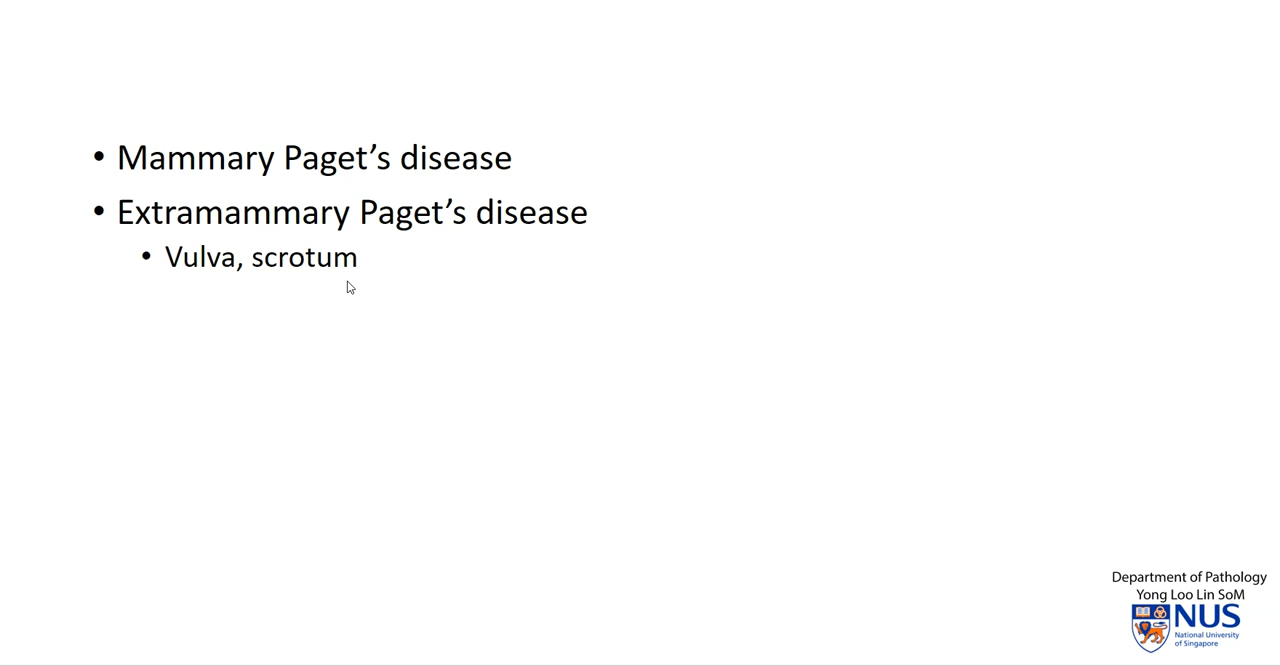 • Mammary Paget’s disease
• Extramammary Paget’s disease
• Vulva, scrotum
Department of Pathology
Yong Loo Lin SoM
NUS
National University
of Singapore